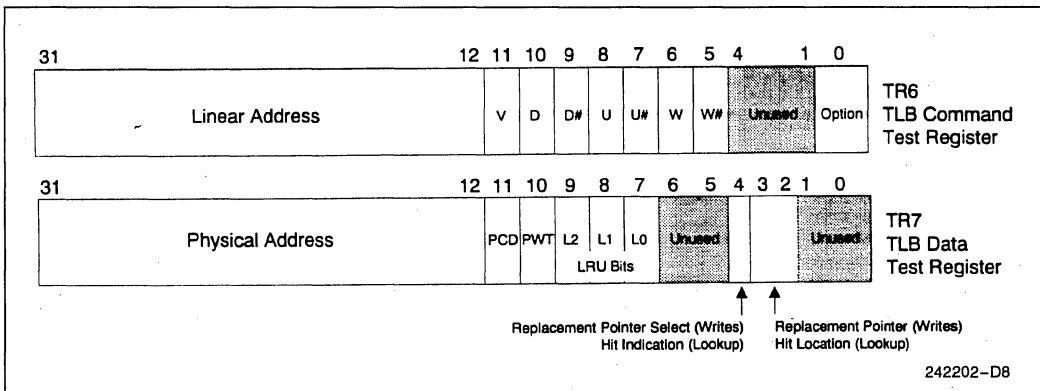 31 12 11 10 9 8 7 6 5 4 1 0
Linear Address V D D# U U# W W# Unused Option
TR6
TLB Command
Test Register
31 12 11 10 9 8 7 6 5 4 3 2 1 0
Physical Address PCD PWT L2 L1 L0 Unused Unused
LRU Bits
TR7
TLB Data
Test Register
Replacement Pointer Select (Writes)
Hit Indication (Lookup)
Replacement Pointer (Writes)
Hit Location (Lookup)
242202-D8